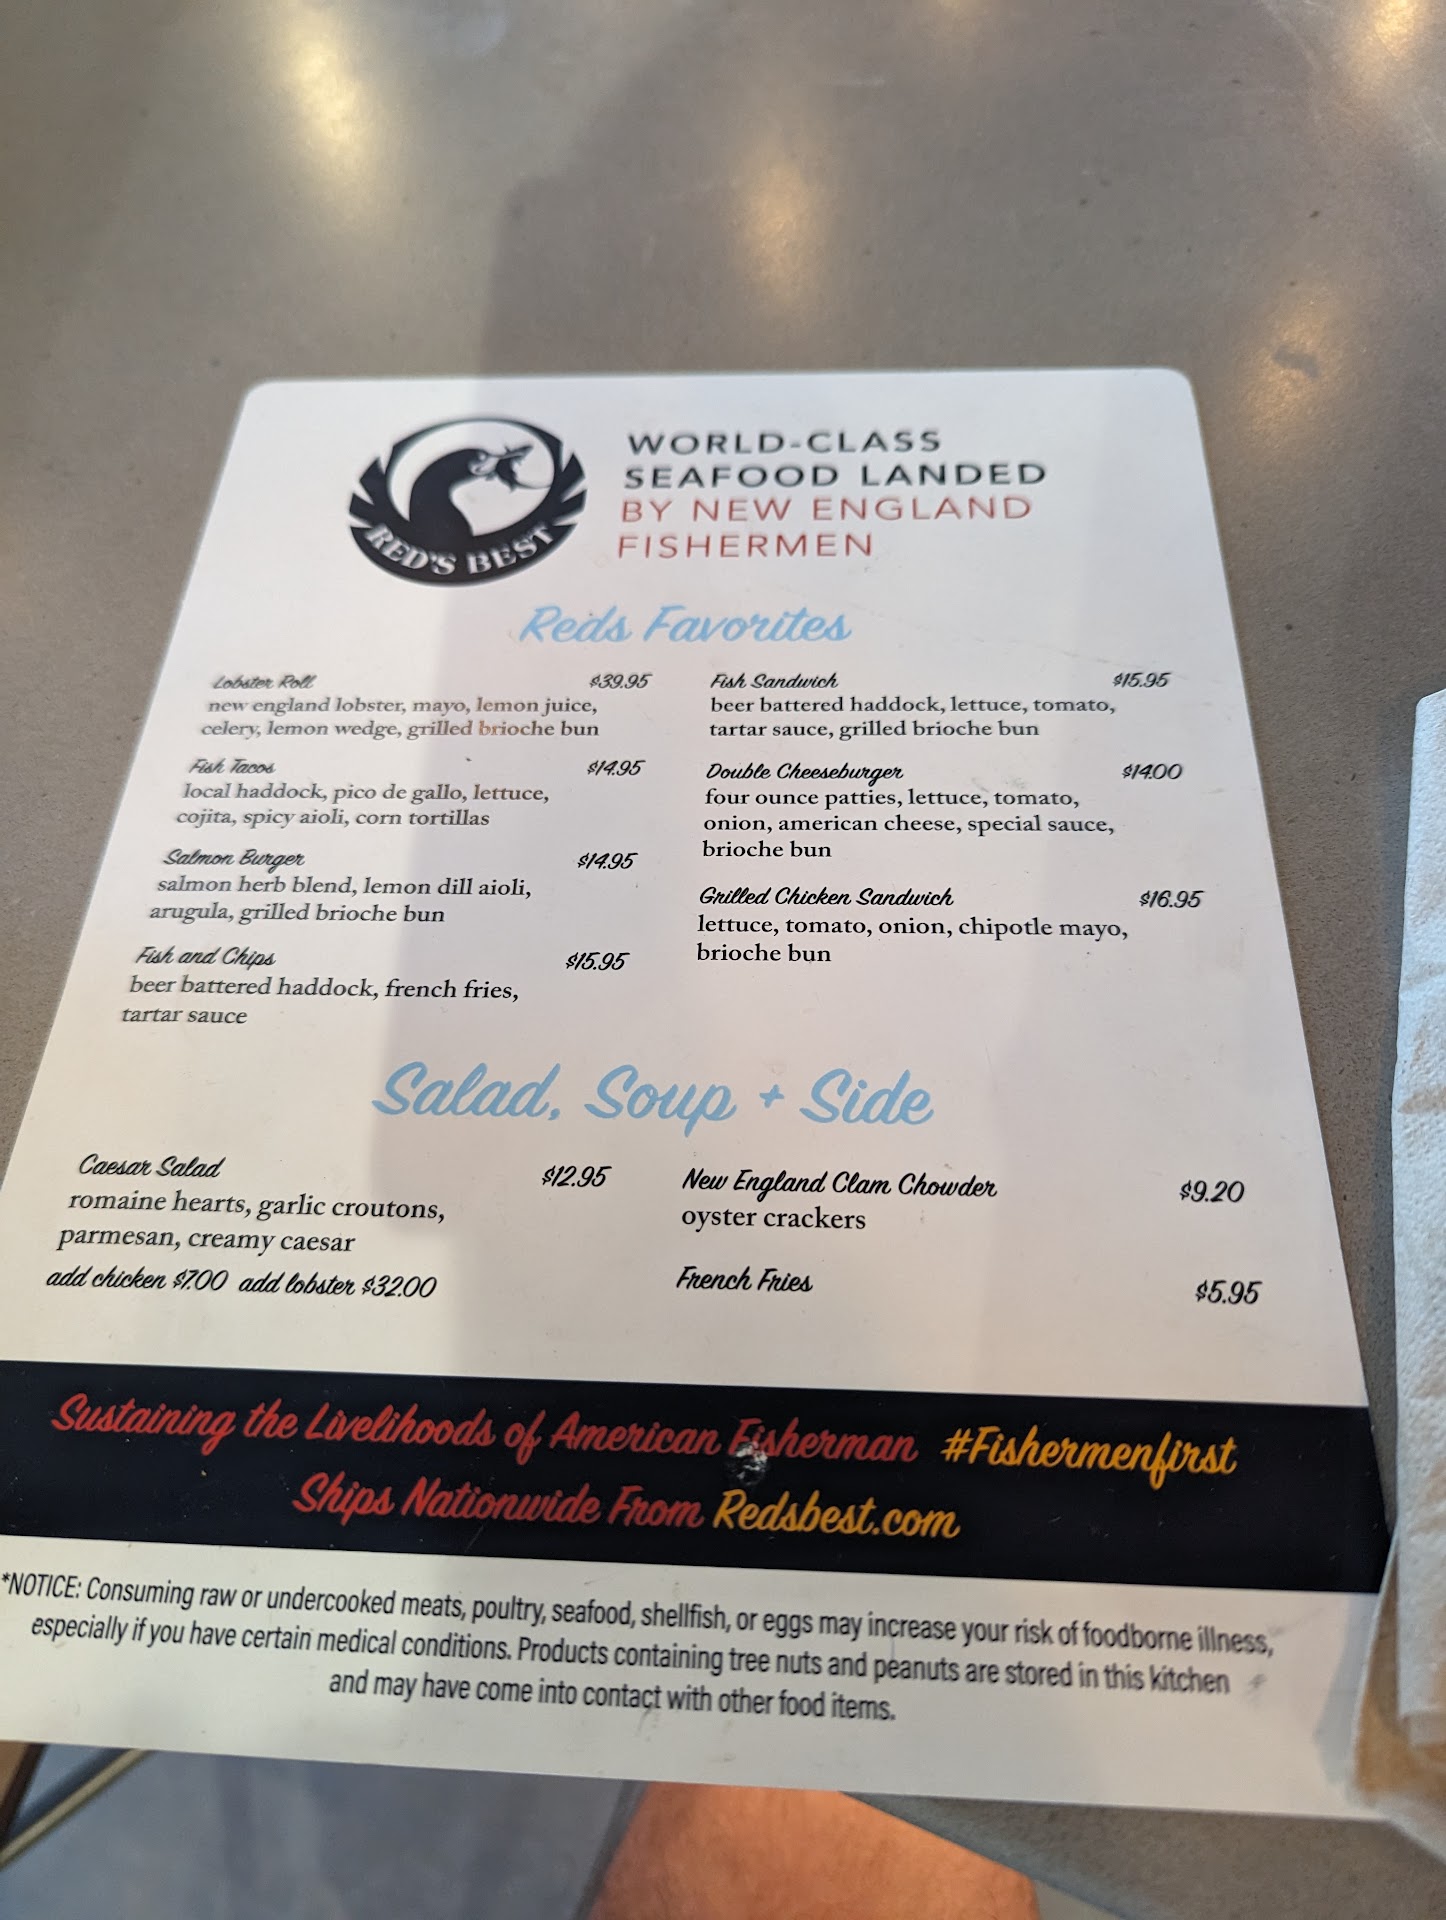 RED'S BEST
WORLD-CLASS
SEAFOOD LANDED
BY NEW ENGLAND
FISHERMEN
Reds Favorites
Lobster Roll $39.95
new england lobster, mayo, lemon juice,
celery, lemon wedge, grilled brioche bun
Fish Tacos $14.95
local haddock, pico de gallo, lettuce,
cojita, spicy aioli, corn tortillas
Salmon Burger $14.95
salmon herb blend, lemon dill aioli,
arugula, grilled brioche bun
Fish and Chips $15.95
beer battered haddock, french fries,
tartar sauce
Fish Sandwich $15.95
beer battered haddock, lettuce, tomato,
tartar sauce, grilled brioche bun
Double Cheeseburger $14.00
four ounce patties, lettuce, tomato,
onion, american cheese, special sauce,
brioche bun
Grilled Chicken Sandwich $16.95
lettuce, tomato, onion, chipotle mayo,
brioche bun
Salad, Soup + Side
Caesar Salad $12.95
romaine hearts, garlic croutons,
parmesan, creamy caesar
add chicken $7.00 add lobster $32.00
New England Clam Chowder $9.20
oyster crackers
French Fries $5.95
Sustaining the Livelihoods of American Fisherman #Fishermenfirst
Ships Nationwide From Redsbest.com
*NOTICE: Consuming raw or undercooked meats, poultry, seafood, shellfish, or eggs may increase your risk of foodborne illness,
especially if you have certain medical conditions. Products containing tree nuts and peanuts are stored in this kitchen
and may have come into contact with other food items.